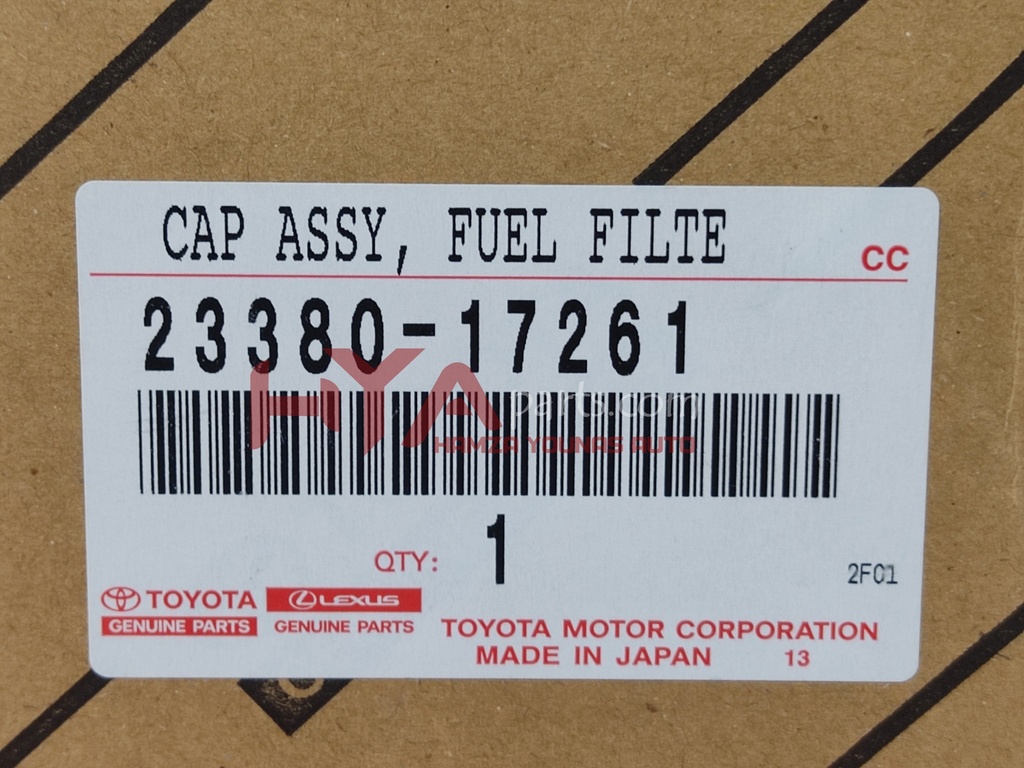 CAP ASSY, FUEL FILTE
CC
23380-17261
HYA parts.com
HAMZA YOUNAS AUTO
QTY: 1
2F01
TOYOTA
GENUINE PARTS
LEXUS
GENUINE PARTS
TOYOTA MOTOR CORPORATION
MADE IN JAPAN 13